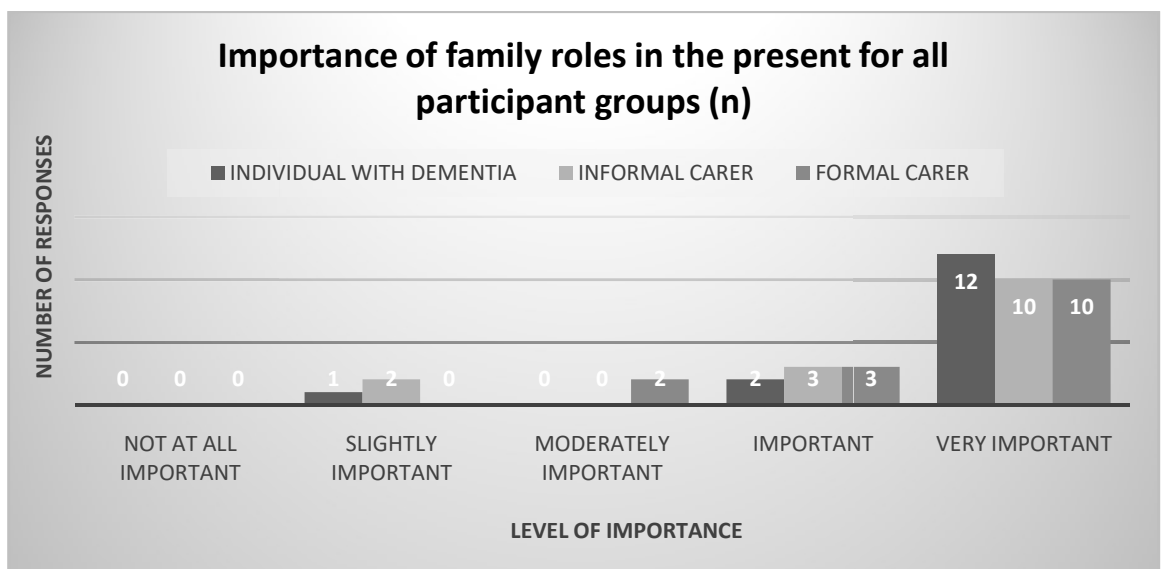 Importance of family roles in the present for all
participant groups (n)
NUMBER OF RESPONSES
INDIVIDUAL WITH DEMENTIA INFORMAL CARER FORMAL CARER
0 0 0 1 2 0 0 0 2 2 3 3 12 10 10
NOT AT ALL
IMPORTANT
SLIGHTLY
IMPORTANT
MODERATELY
IMPORTANT
IMPORTANT
VERY IMPORTANT
LEVEL OF IMPORTANCE